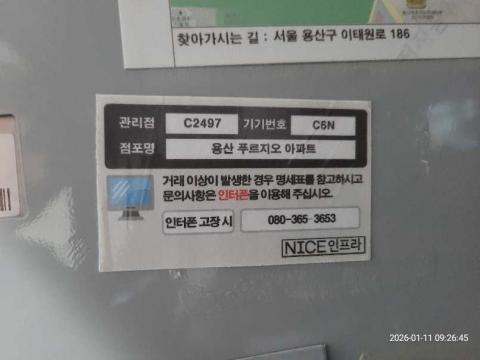 찾아가시는 길 : 서울 용산구 이태원로 186
관리점 C2497 기기번호 C6N
점포명 용산 푸르지오 아파트
거래 이상이 발생한 경우 명세표를 참고하시고
문의사항은 인터폰을 이용해 주십시오.
인터폰 고장 시 080-365-3653
NICE인프라
2026-01-11 09:26:45